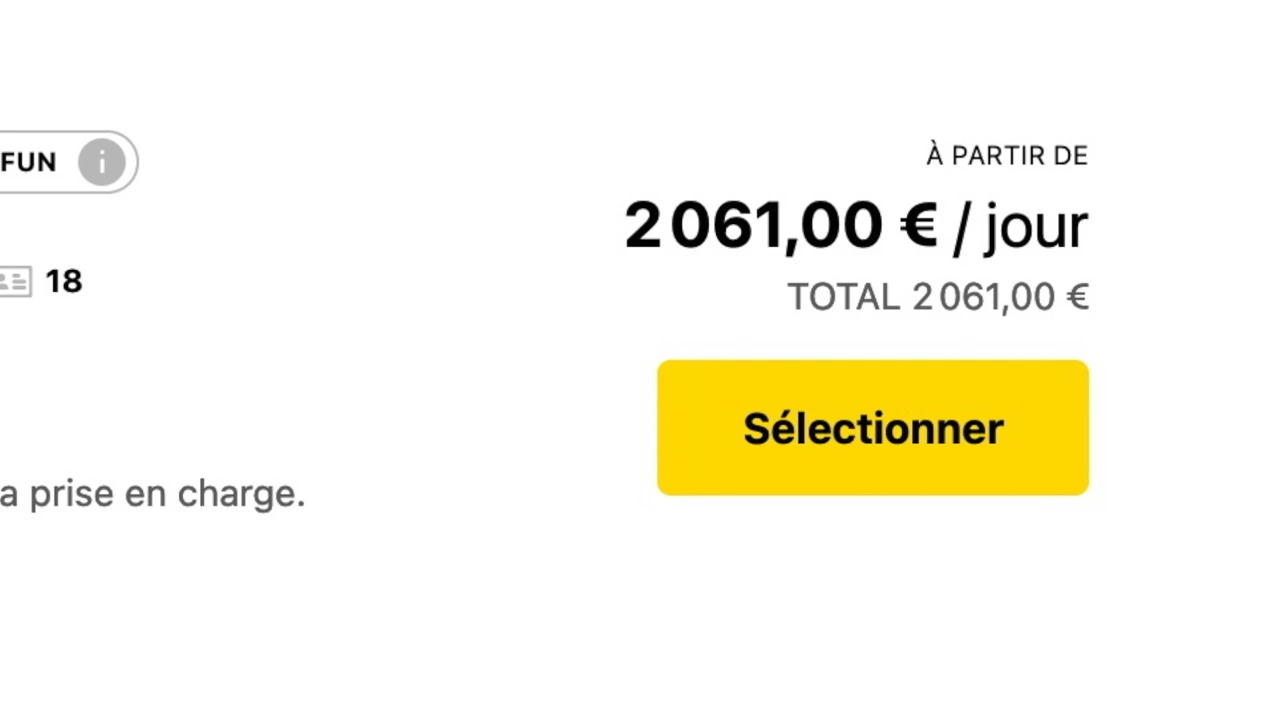 FUN i
À PARTIR DE
2 061,00 € / jour
18
TOTAL 2 061,00 €
Sélectionner
a prise en charge.